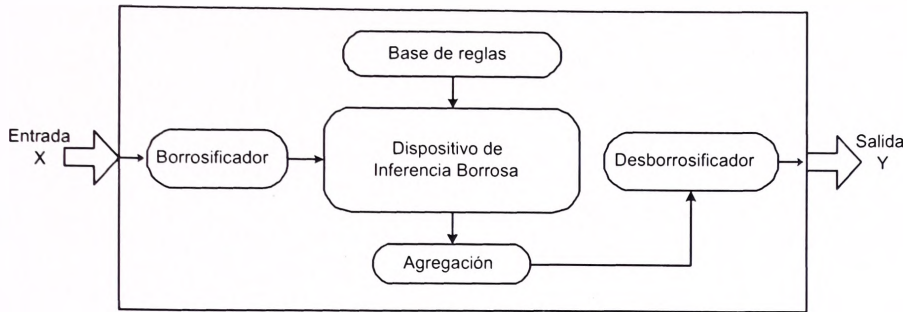 Base de reglas
Entrada
X
Borrosificador
Dispositivo de
Inferencia Borrosa
Desborrosificador
Salida
Y
Agregación